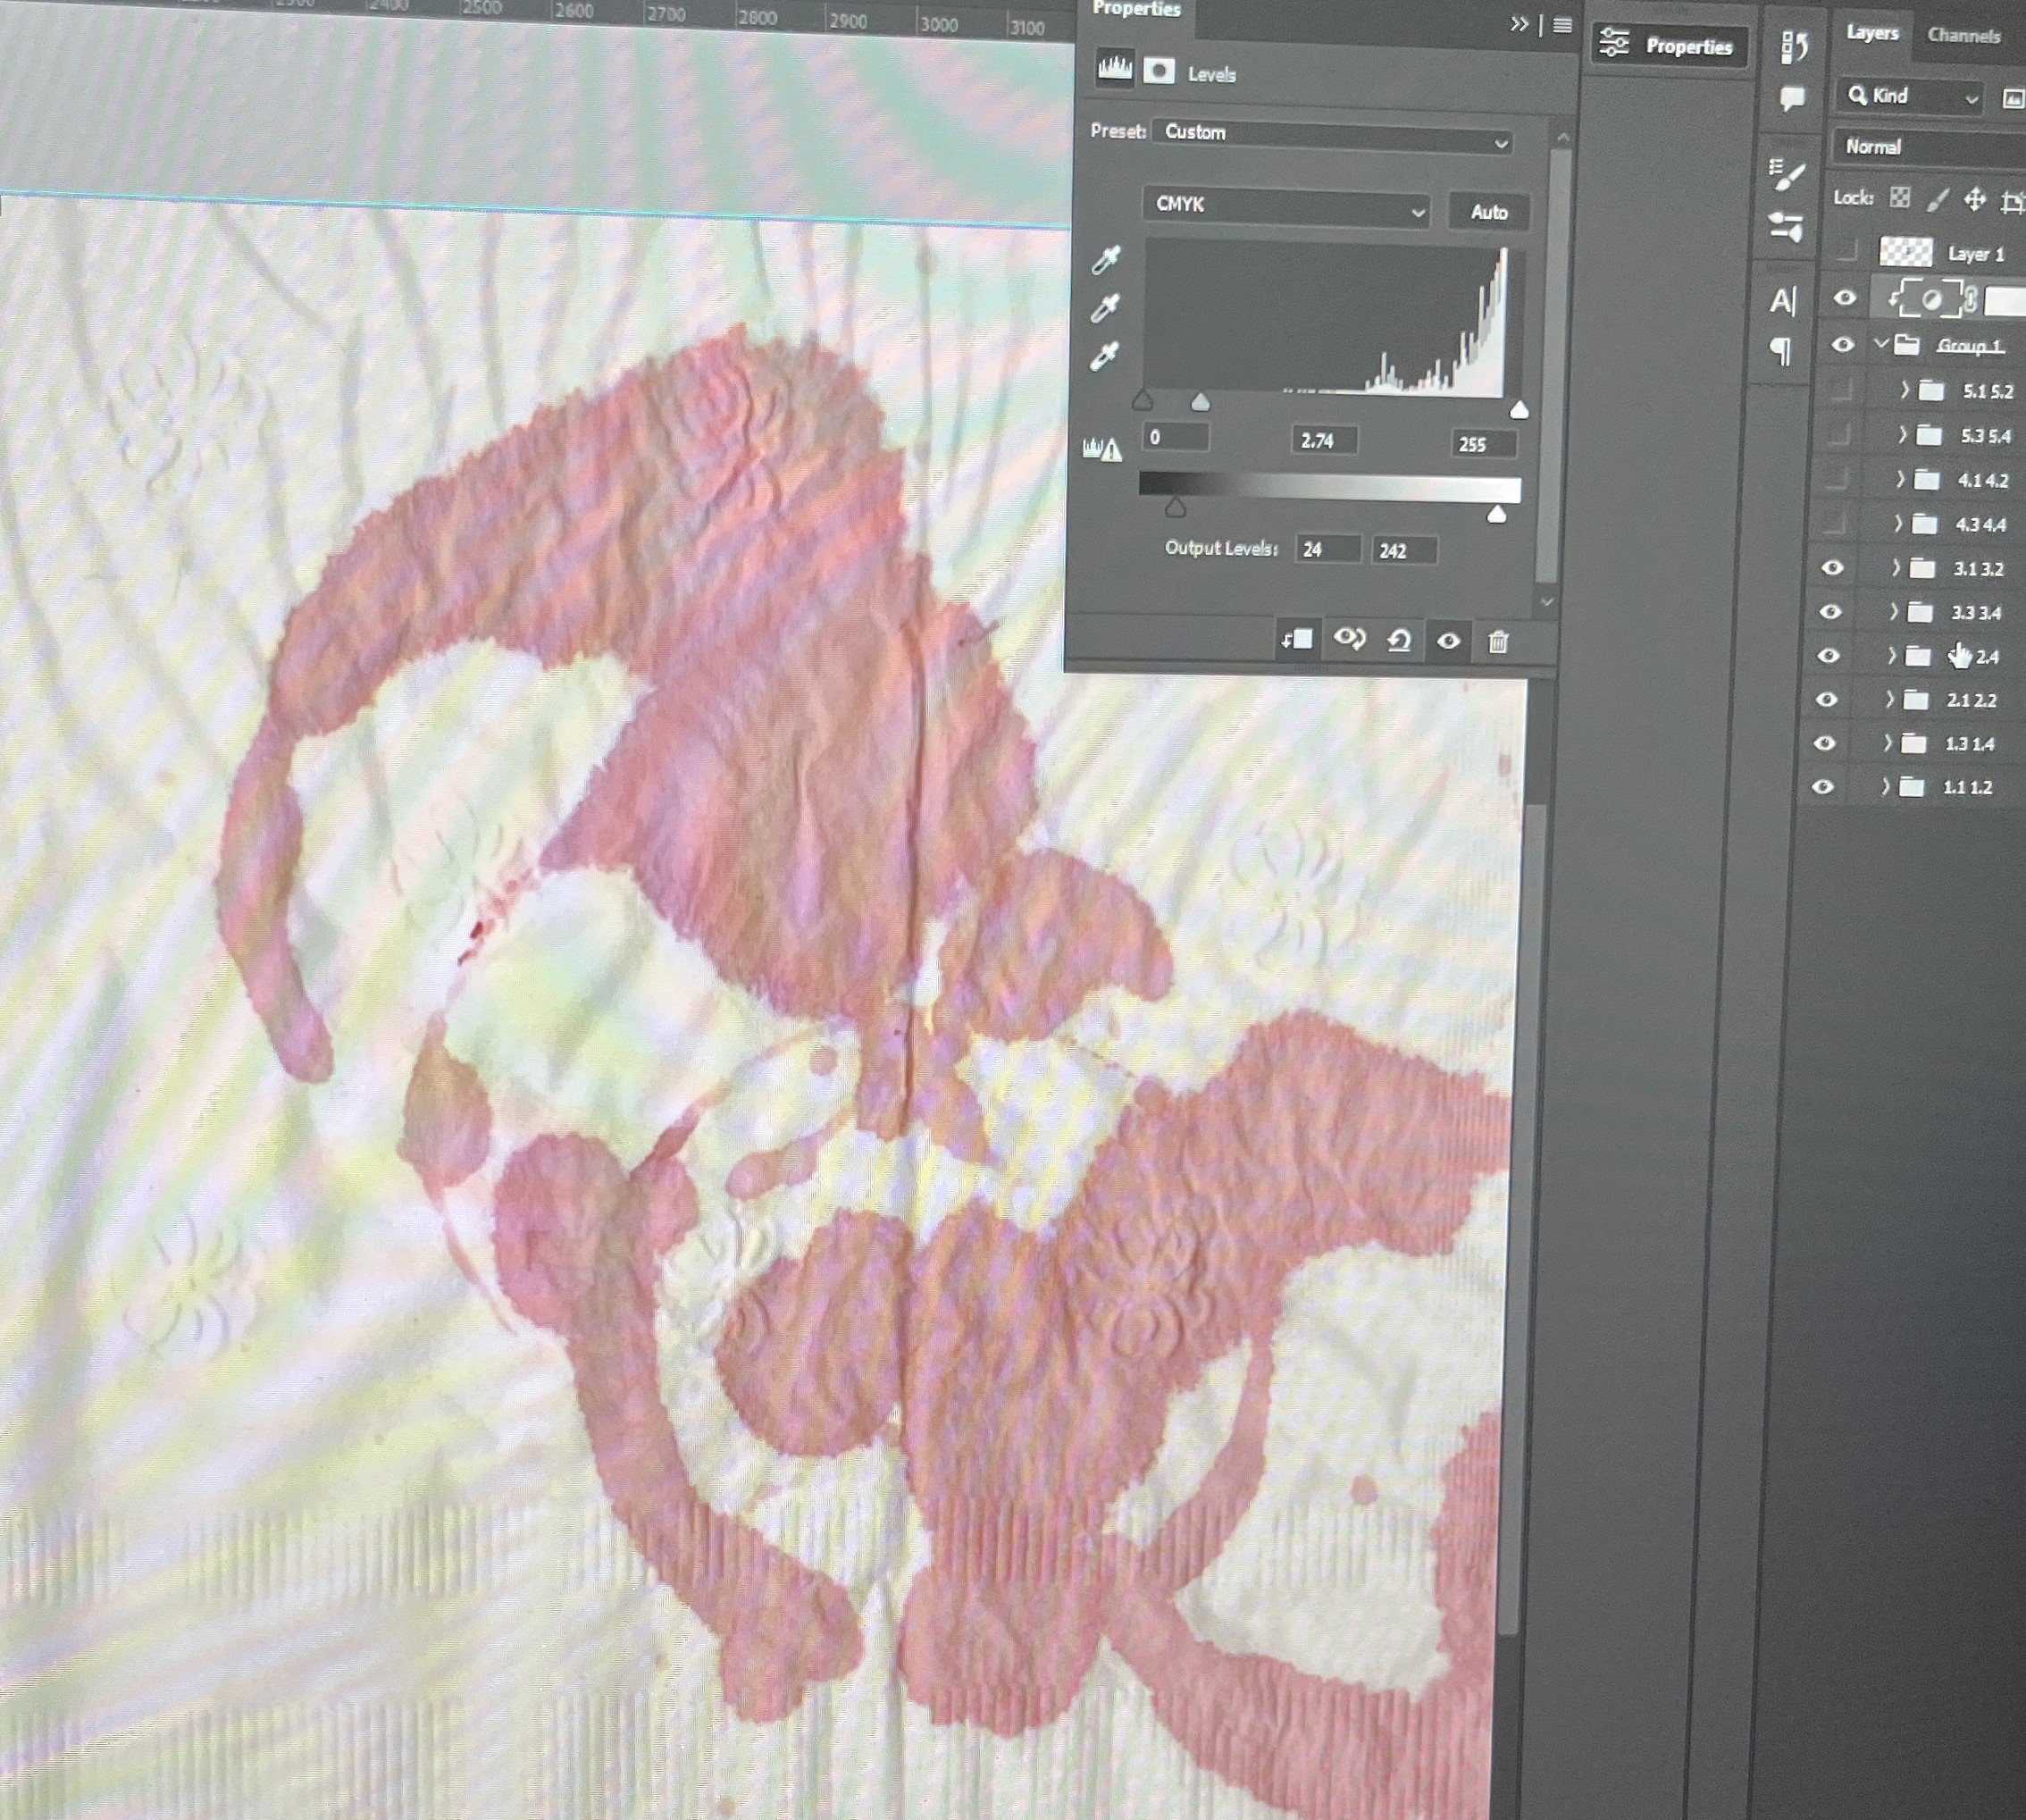 2400 2500 2600 2700 2800 2900 3000 3100
Properties
Levels
Preset: Custom
CMYK
Auto
0
2.74
255
Output Levels: 24 242
Properties
A
¶
Layers Channels
Kind
Normal
Lock:
Layer 1
Group 1
5.1 5.2
5.3 5.4
4.1 4.2
4.3 4.4
3.1 3.2
3.3 3.4
2.4
2.1 2.2
1.3 1.4
1.1 1.2